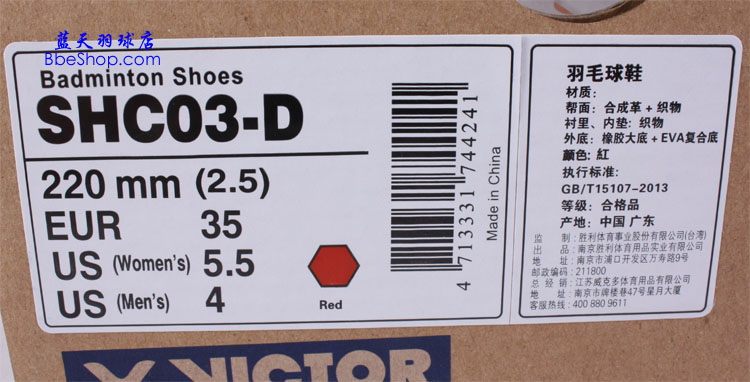 蓝天羽球店
BbeShop.com
Badminton Shoes
SHC03-D
220 mm (2.5)
EUR 35
US (Women's) 5.5
US (Men's) 4
Red
4 713331 744241
Made in China
羽毛球鞋
材质:
帮面: 合成革+织物
衬里、内垫: 织物
外底: 橡胶大底+EVA复合底
颜色: 紅
执行标准:
GB/T15107-2013
等级: 合格品
产地: 中国 广东
监 制: 胜利体育事业股份有限公司(台湾)
出 品: 南京胜利体育用品实业有限公司
地 址: 南京市浦口开发区万寿路9号
邮政编码: 211800
总 经 销: 江苏威克多体育用品有限公司
地 址: 南京市牌楼巷47号星月大厦
客服热线: 400 880 9611
VICTOR